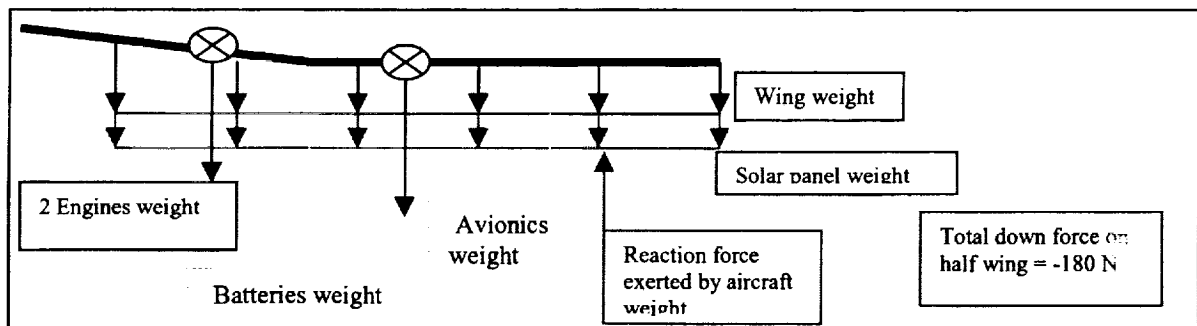 Wing weight
Solar panel weight
2 Engines weight
Avionics
weight
Batteries weight
Reaction force
exerted by aircraft
weight
Total down force on
half wing = -180 N